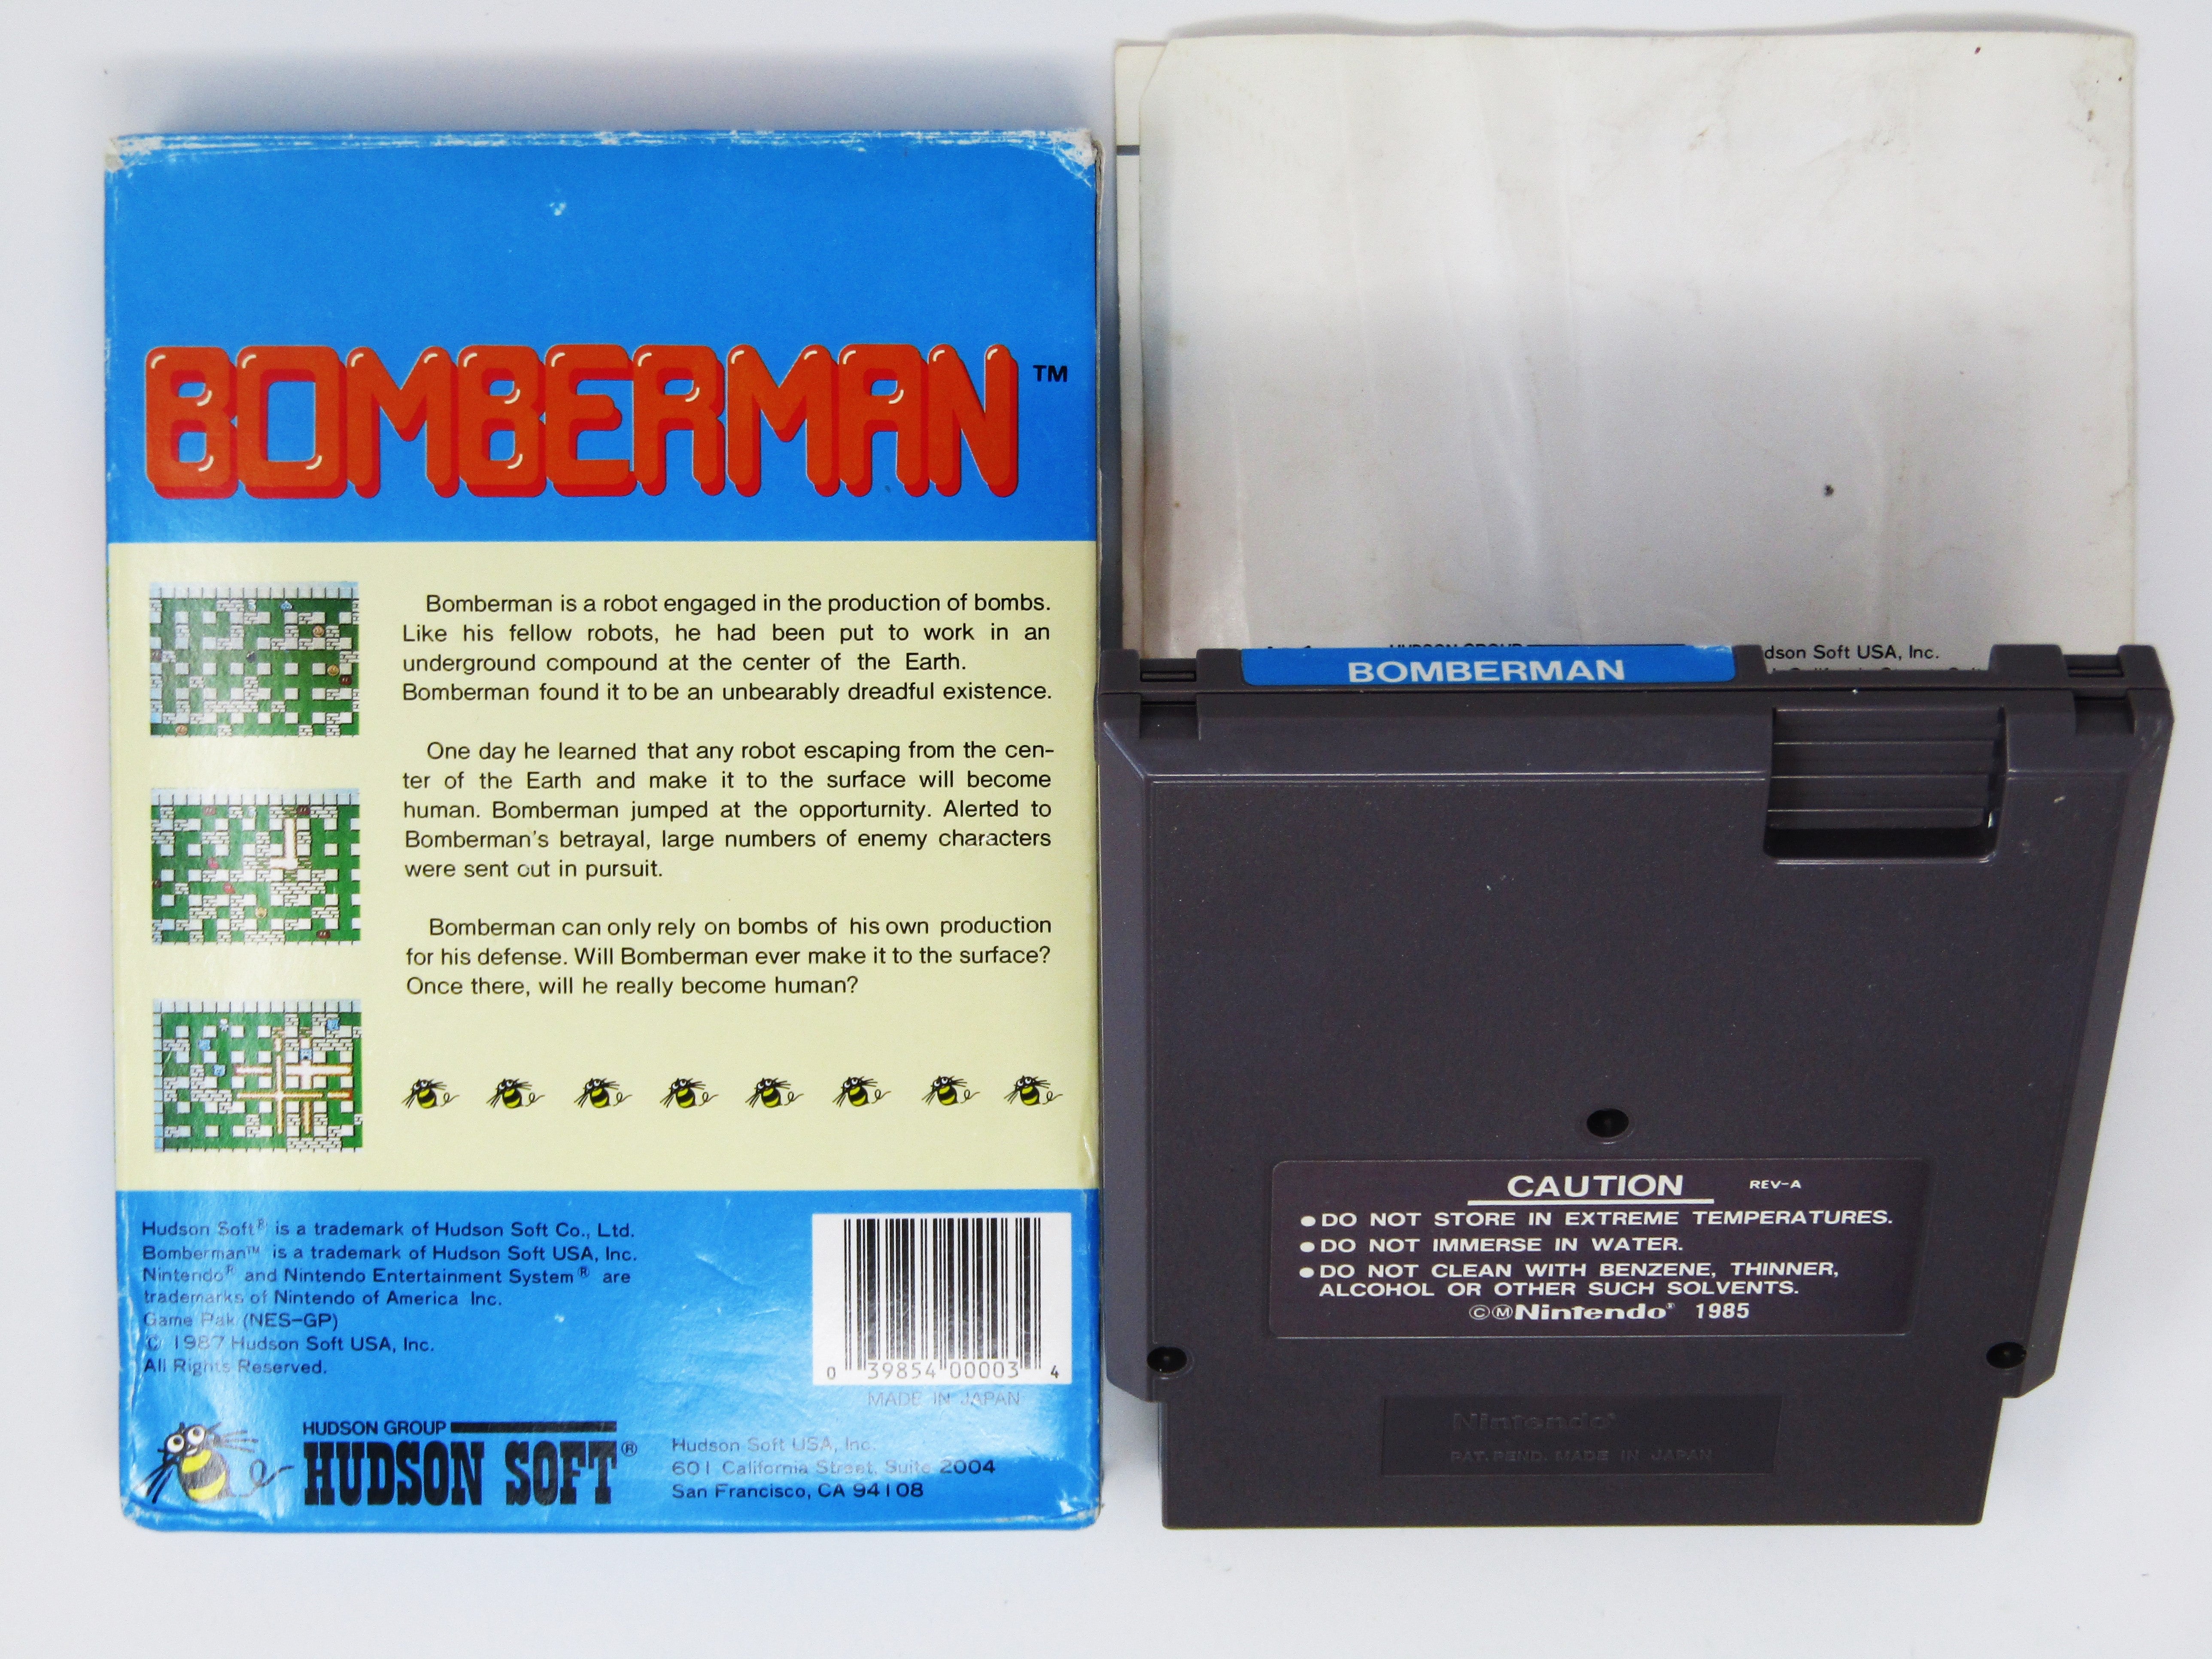 BOMBERMAN™
Bomberman is a robot engaged in the production of bombs.
Like his fellow robots, he had been put to work in an
underground compound at the center of the Earth.
Bomberman found it to be an unbearably dreadful existence.
One day he learned that any robot escaping from the cen-
ter of the Earth and make it to the surface will become
human. Bomberman jumped at the opporturnity. Alerted to
Bomberman's betrayal, large numbers of enemy characters
were sent out in pursuit.
Bomberman can only rely on bombs of his own production
for his defense. Will Bomberman ever make it to the surface?
Once there, will he really become human?
Hudson Soft® is a trademark of Hudson Soft Co., Ltd.
Bomberman™ is a trademark of Hudson Soft USA, Inc.
Nintendo® and Nintendo Entertainment System® are
trademarks of Nintendo of America Inc.
Game Pak (NES-GP)
© 1987 Hudson Soft USA, Inc.
All Rights Reserved.
0 39854 00003 4
MADE IN JAPAN
HUDSON GROUP
HUDSON SOFT®
Hudson Soft USA, Inc.
601 California Street, Suite 2004
San Francisco, CA 94108
HUDSON GROUP
dson Soft USA, Inc.
BOMBERMAN
CAUTION REV-A
●DO NOT STORE IN EXTREME TEMPERATURES.
●DO NOT IMMERSE IN WATER.
●DO NOT CLEAN WITH BENZENE, THINNER,
ALCOHOL OR OTHER SUCH SOLVENTS.
©ⓂNintendo® 1985
Nintendo®
PAT. PEND. MADE IN JAPAN